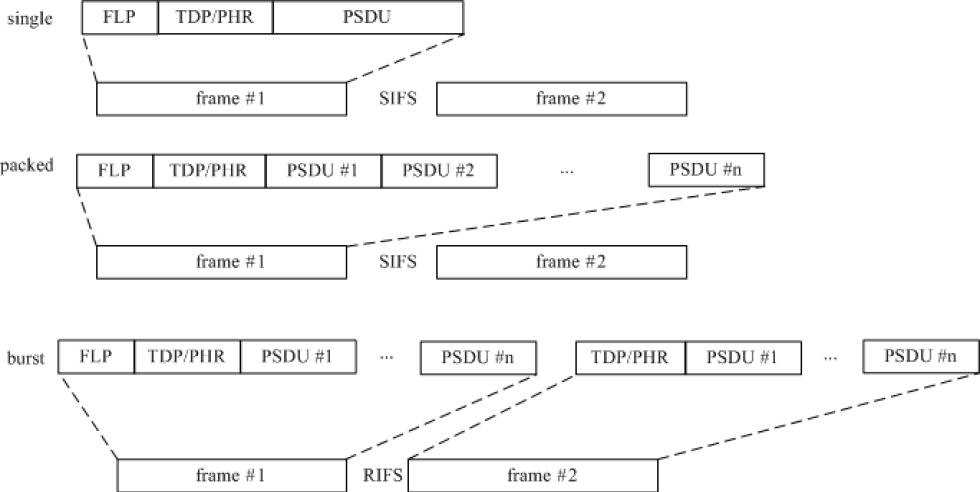 single FLP TDP/PHR PSDU
frame #1 SIFS frame #2
packed FLP TDP/PHR PSDU #1 PSDU #2 ... PSDU #n
frame #1 SIFS frame #2
burst FLP TDP/PHR PSDU #1 ... PSDU #n TDP/PHR PSDU #1 ... PSDU #n
frame #1 RIFS frame #2